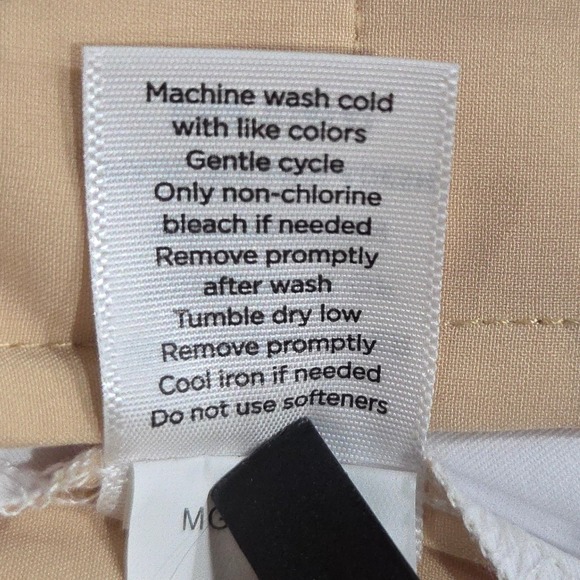 Machine wash cold
with like colors
Gentle cycle
Only non-chlorine
bleach if needed
Remove promptly
after wash
Tumble dry low
Remove promptly
Cool iron if needed
Do not use softeners